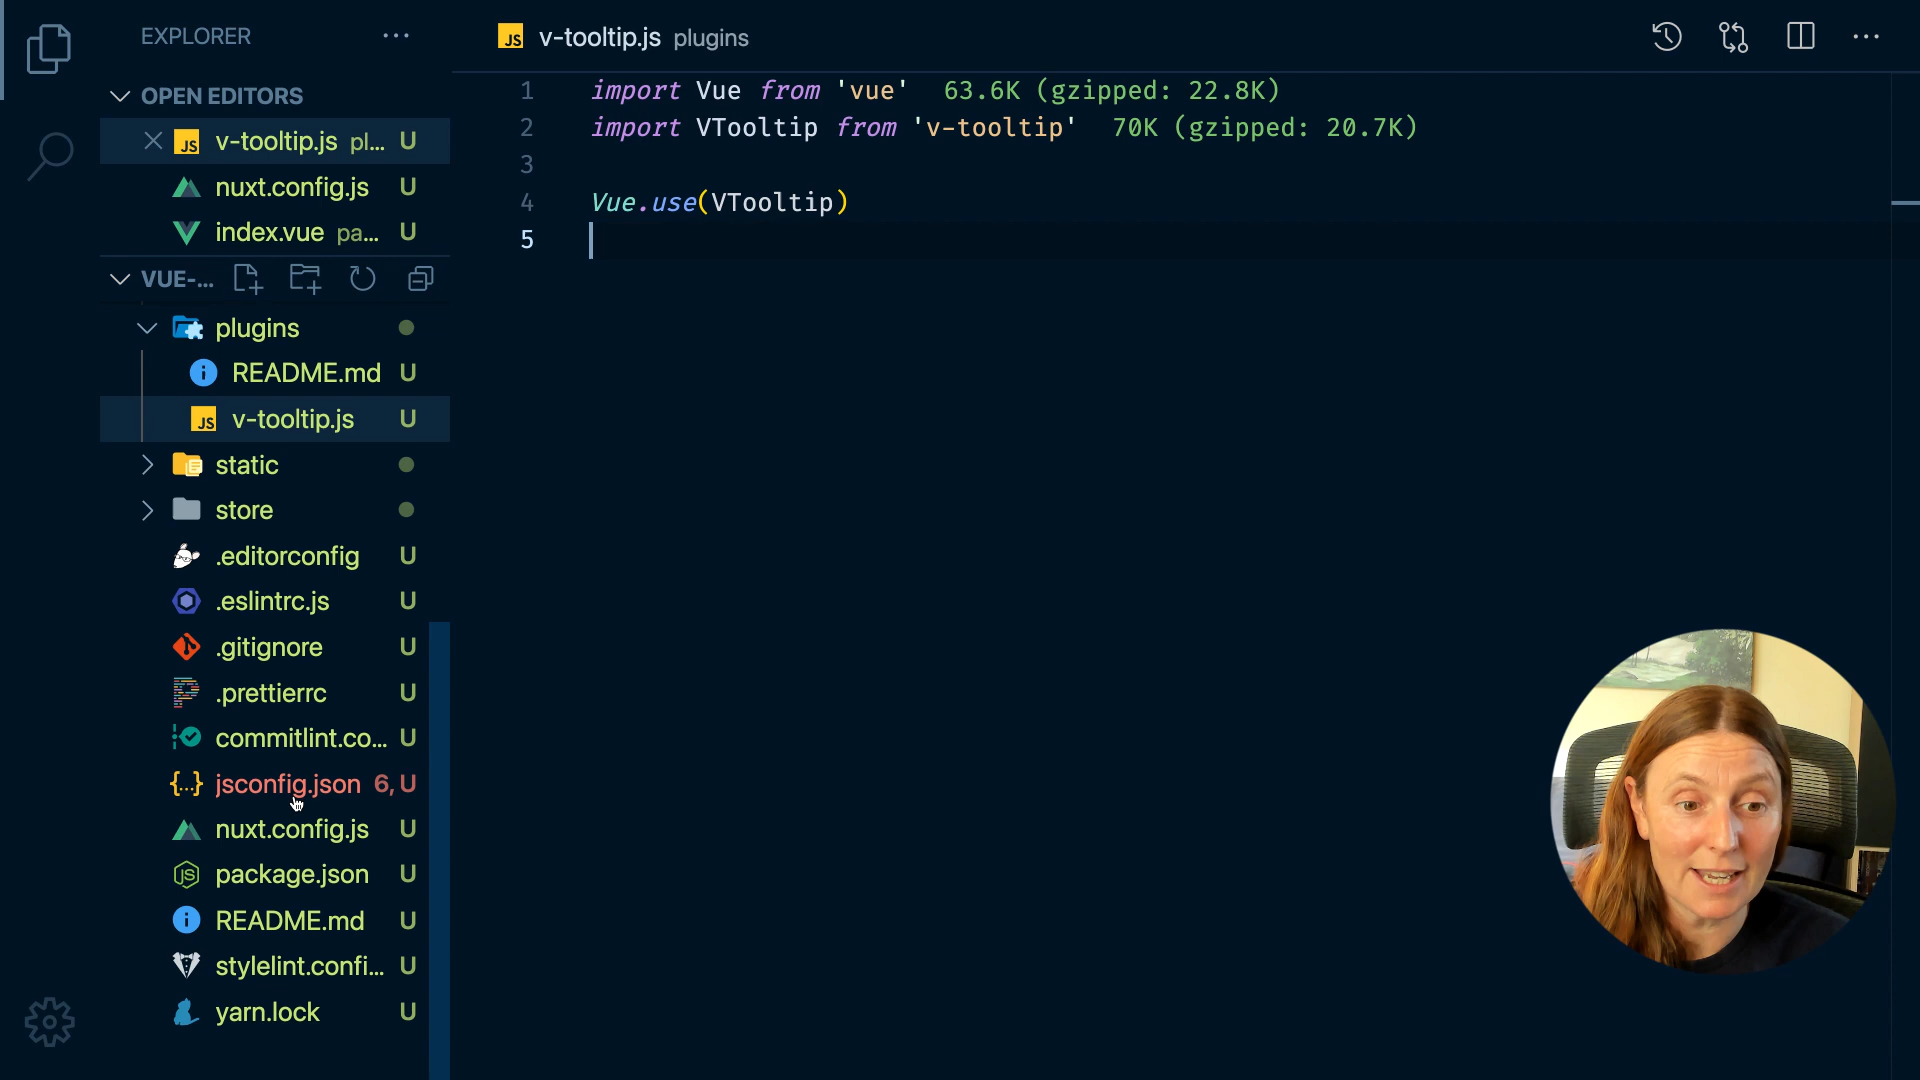 EXPLORER
OPEN EDITORS
v-tooltip.js pl... U
nuxt.config.js U
index.vue pa... U
VUE-...
plugins
README.md U
v-tooltip.js U
static
store
.editorconfig U
.eslintrc.js U
.gitignore U
.prettierrc U
commitlint.co... U
jsconfig.json 6, U
nuxt.config.js U
package.json U
README.md U
stylelint.confi... U
yarn.lock U
v-tooltip.js plugins
1 import Vue from 'vue' 63.6K (gzipped: 22.8K)
2 import VTooltip from 'v-tooltip' 70K (gzipped: 20.7K)
3
4 Vue.use(VTooltip)
5